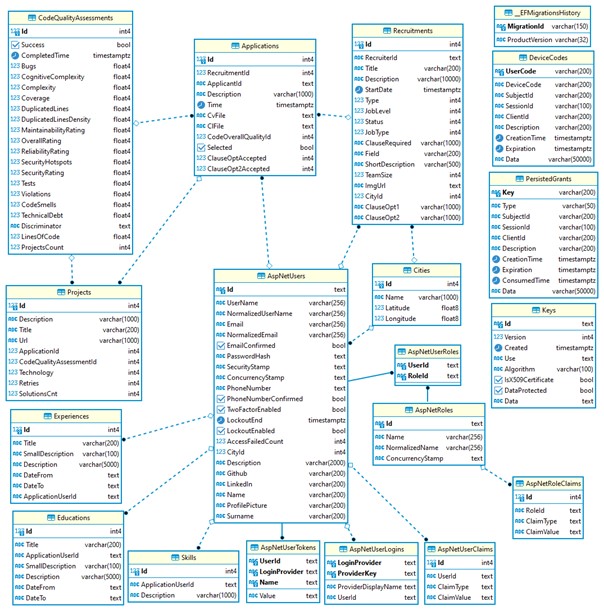 CodeQualityAssessments
Id int4
Success bool
CompletedTime timestamptz
Bugs float4
CognitiveComplexity float4
Complexity float4
Coverage float4
DuplicatedLines float4
DuplicatedLinesDensity float4
MaintainabilityRating float4
OverallRating float4
ReliabilityRating float4
SecurityHotspots float4
SecurityRating float4
Tests float4
Violations float4
CodeSmells float4
TechnicalDebt float4
Discriminator text
LinesOfCode float4
ProjectsCount int4
Applications
Id int4
RecruitmentId int4
ApplicantId text
Description varchar(1000)
Time timestamptz
CvFile text
ClFile text
CodeOverallQualityId int4
Selected bool
ClauseOptAccepted int4
ClauseOpt2Accepted int4
Recruitments
Id int4
RecruiterId text
Title varchar(200)
Description varchar(10000)
StartDate timestamptz
Type int4
JobLevel int4
Status int4
JobType int4
ClauseRequired varchar(1000)
Field varchar(200)
ShortDescription varchar(500)
TeamSize int4
ImgUrl text
CityId int4
ClauseOpt1 varchar(1000)
ClauseOpt2 varchar(1000)
__EFMigrationsHistory
MigrationId varchar(150)
ProductVersion varchar(32)
DeviceCodes
UserCode varchar(200)
DeviceCode varchar(200)
SubjectId varchar(200)
SessionId varchar(100)
ClientId varchar(200)
Description varchar(200)
CreationTime timestamptz
Expiration timestamptz
Data varchar(50000)
PersistedGrants
Key varchar(200)
Type varchar(50)
SubjectId varchar(200)
SessionId varchar(100)
ClientId varchar(200)
Description varchar(200)
CreationTime timestamptz
Expiration timestamptz
ConsumedTime timestamptz
Data varchar(50000)
Projects
Id int4
Description varchar(1000)
Title varchar(200)
Url varchar(1000)
ApplicationId int4
CodeQualityAssessmentId int4
Technology int4
Retries int4
SolutionsCnt int4
AspNetUsers
Id text
UserName varchar(256)
NormalizedUserName varchar(256)
Email varchar(256)
NormalizedEmail varchar(256)
EmailConfirmed bool
PasswordHash text
SecurityStamp text
ConcurrencyStamp text
PhoneNumber text
PhoneNumberConfirmed bool
TwoFactorEnabled bool
LockoutEnd timestamptz
LockoutEnabled bool
AccessFailedCount int4
CityId int4
Description varchar(2000)
Github varchar(200)
LinkedIn varchar(200)
Name varchar(200)
ProfilePicture varchar(200)
Surname varchar(200)
Cities
Id int4
Name varchar(1000)
Latitude float8
Longitude float8
Keys
Id text
Version int4
Created timestamptz
Use text
Algorithm varchar(100)
IsX509Certificate bool
DataProtected bool
Data text
AspNetUserRoles
UserId text
RoleId text
AspNetRoles
Id text
Name varchar(256)
NormalizedName varchar(256)
ConcurrencyStamp text
Experiences
Id int4
Title varchar(200)
SmallDescription varchar(100)
Description varchar(5000)
DateFrom text
DateTo text
ApplicationUserId text
AspNetRoleClaims
Id int4
RoleId text
ClaimType text
ClaimValue text
Educations
Id int4
Title varchar(200)
ApplicationUserId text
SmallDescription varchar(100)
Description varchar(5000)
DateFrom text
DateTo text
Skills
Id int4
ApplicationUserId text
Description varchar(1000)
AspNetUserTokens
UserId text
LoginProvider text
Name text
Value text
AspNetUserLogins
LoginProvider text
ProviderKey text
ProviderDisplayName text
UserId text
AspNetUserClaims
Id int4
UserId text
ClaimType text
ClaimValue text